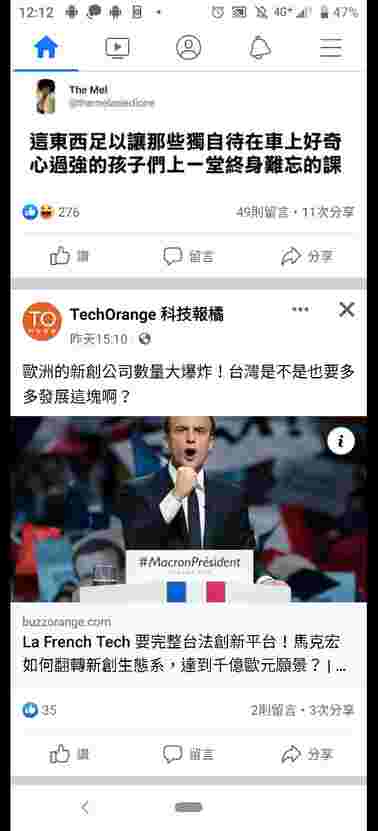 12:12
4G+
47%
The Mel
@themelasiedione
這東西足以讓那些獨自待在車上好奇
心過強的孩子們上一堂終身難忘的課
276
49則留言・11次分享
讚
留言
分享
TO
TechOrange 科技報橘
昨天15:10
歐洲的新創公司數量大爆炸!台灣是不是也要多
多發展這塊啊?
#MacronPrésident
buzzorange.com
La French Tech 要完整台法創新平台!馬克宏
如何翻轉新創生態系,達到千億歐元願景? | ...
35
2則留言・3次分享
讚
留言
分享